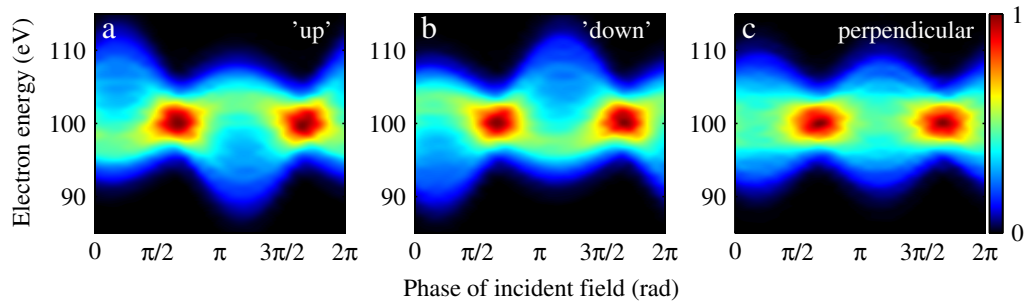 a 'up' b 'down' c perpendicular 1
110 110 110
100 100 100
90 90 90
Electron energy (eV)
0 π/2 π 3π/2 2π 0 π/2 π 3π/2 2π 0 π/2 π 3π/2 2π 0
Phase of incident field (rad)